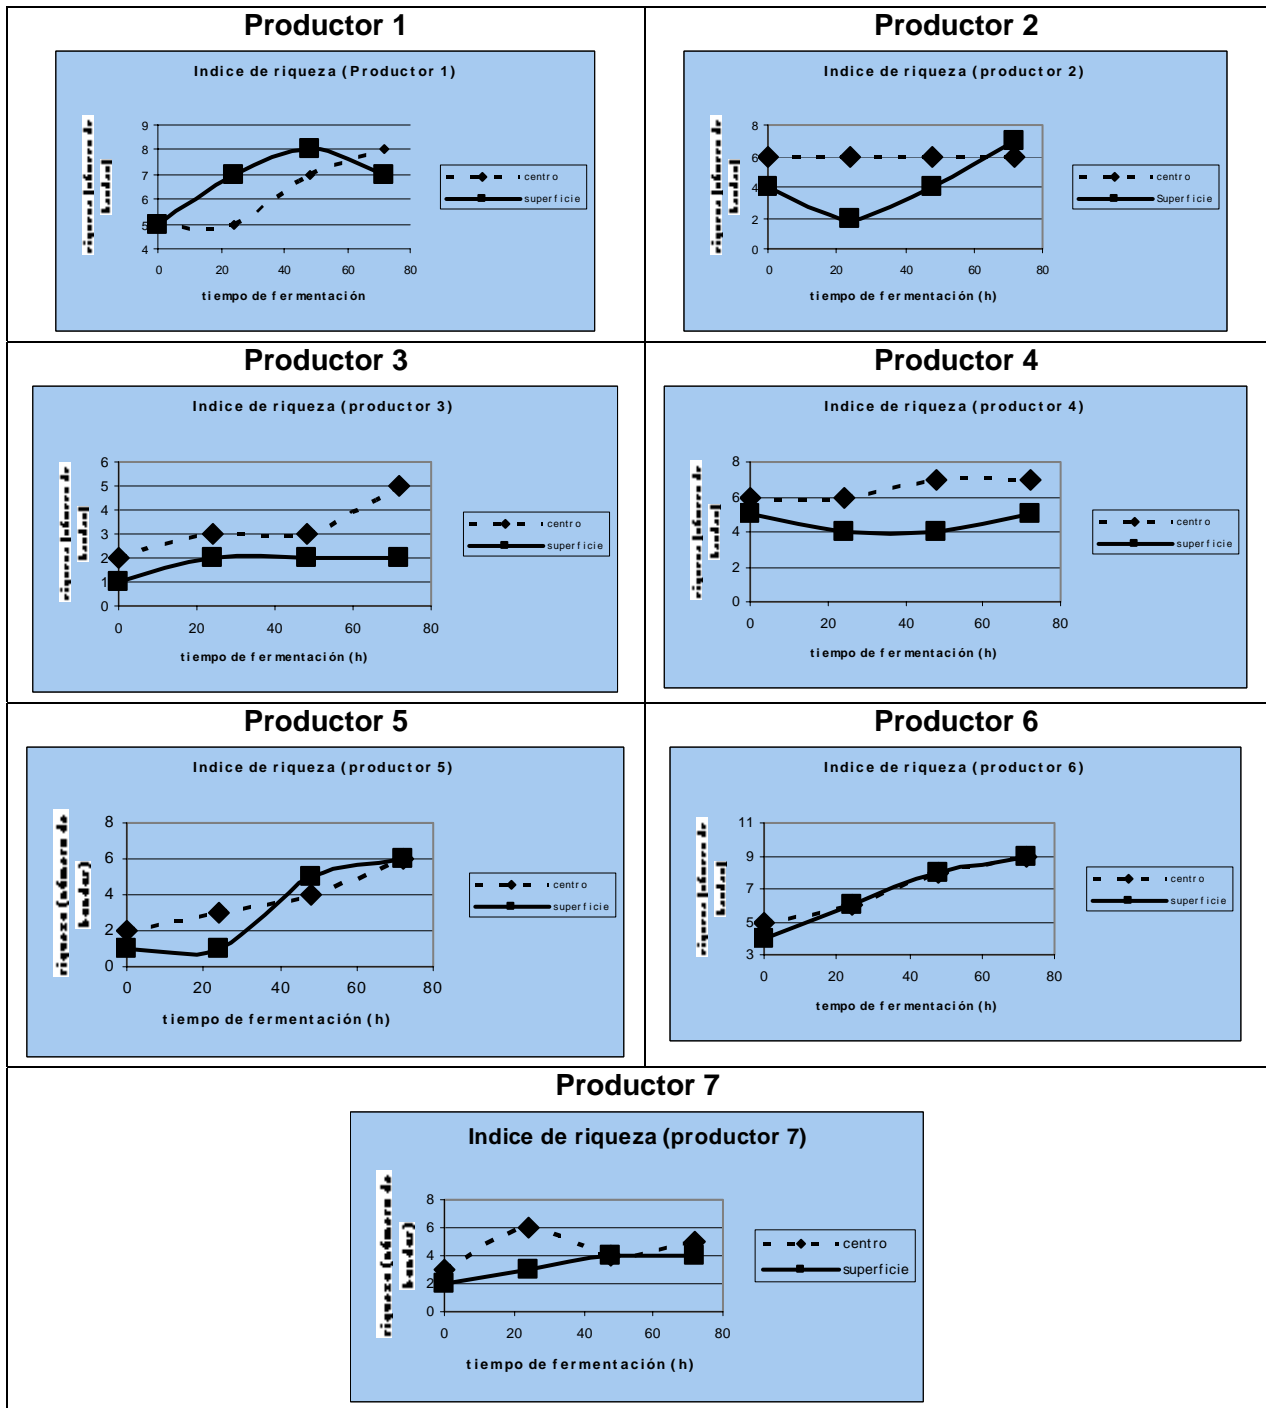 Productor 1
Indice de riqueza (Productor 1)
9
8
7
6
5
4
0 20 40 60 80
tiempo de fermentación
centro
superficie
Productor 2
Indice de riqueza (productor 2)
8
6
4
2
0
0 20 40 60 80
tiempo de fermentación (h)
centro
Superficie
Productor 3
Indice de riqueza (productor 3)
6
5
4
3
2
1
0
0 20 40 60 80
tiempo de fermentación (h)
centro
superficie
Productor 4
Indice de riqueza (productor 4)
8
6
4
2
0
0 20 40 60 80
tiempo de fermentación (h)
centro
superficie
Productor 5
Indice de riqueza (productor 5)
riqueza (número de
bandas)
8
6
4
2
0
0 20 40 60 80
tiempo de fermentación (h)
centro
superficie
Productor 6
Indice de riqueza (productor 6)
11
9
7
5
3
0 20 40 60 80
tempo de fermentación (h)
centro
superficie
Productor 7
Indice de riqueza (productor 7)
riqueza (número de
bandas)
8
6
4
2
0
0 20 40 60 80
tiempo de fermentación (h)
centro
superficie